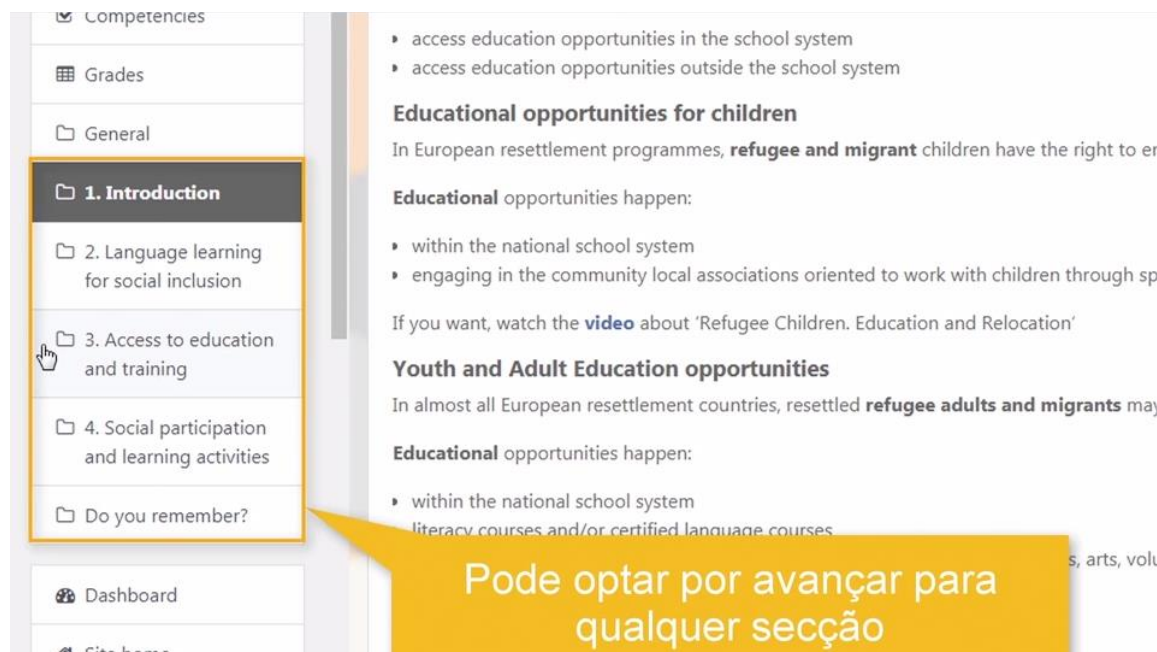 Competencies
Grades
General
1. Introduction
2. Language learning
for social inclusion
3. Access to education
and training
4. Social participation
and learning activities
Do you remember?
Dashboard
Site home
access education opportunities in the school system
access education opportunities outside the school system
Educational opportunities for children
In European resettlement programmes, refugee and migrant children have the right to er
Educational opportunities happen:
within the national school system
engaging in the community local associations oriented to work with children through sp
If you want, watch the video about ‘Refugee Children. Education and Relocation’
Youth and Adult Education opportunities
In almost all European resettlement countries, resettled refugee adults and migrants may
Educational opportunities happen:
within the national school system
literacy courses and/or certified language courses
s, arts, volu
Pode optar por avançar para
qualquer secção